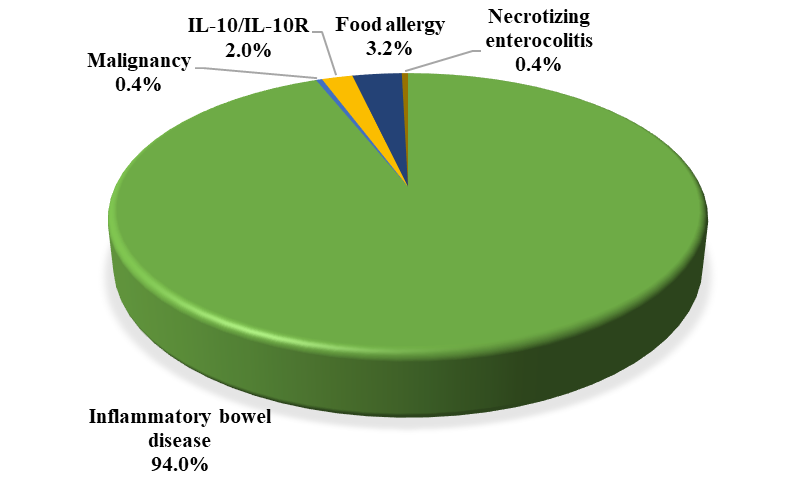 Necrotizing
enterocolitis
0.4%
Food allergy
3.2%
IL-10/IL-10R
2.0%
Malignancy
0.4%
Inflammatory bowel
disease
94.0%